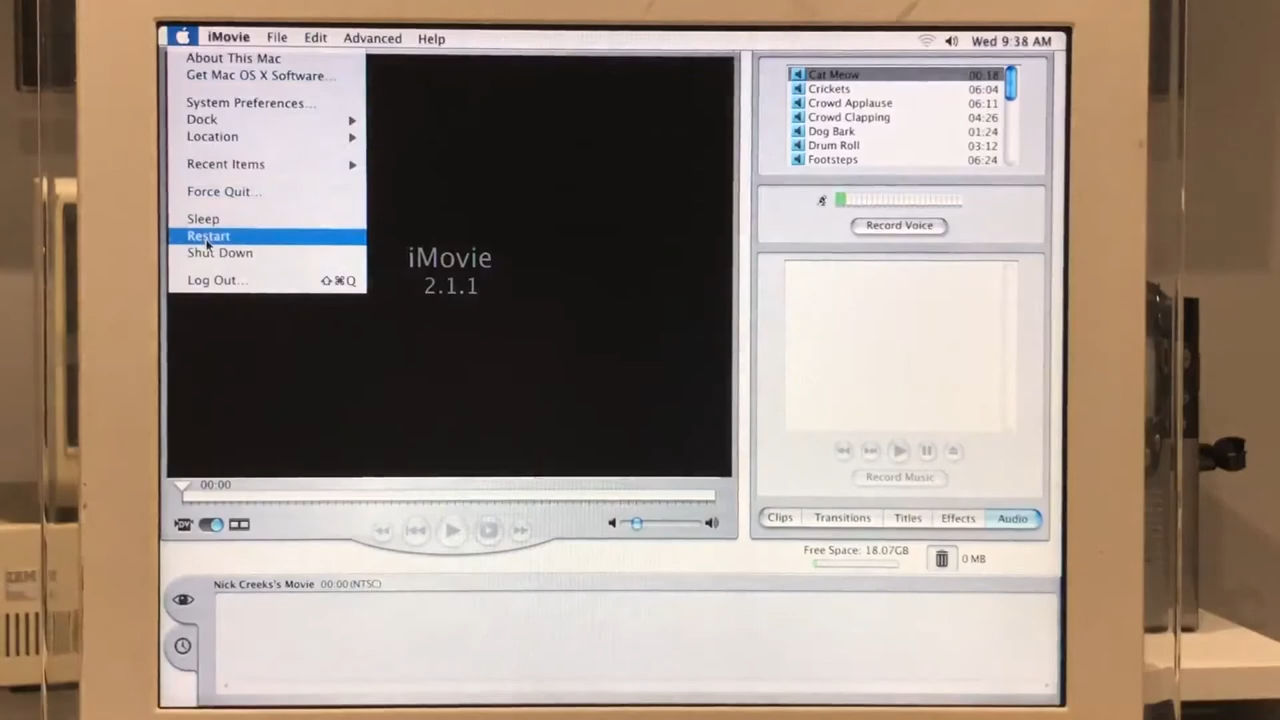 iMovie File Edit Advanced Help Wed 9:38 AM
About This Mac
Get Mac OS X Software...
System Preferences...
Dock
Location
Recent Items
Force Quit...
Sleep
Restart
Shut Down
Log Out... ⇧⌘Q
iMovie
2.1.1
00:00
Cat Meow 00:18
Crickets 06:04
Crowd Applause 06:11
Crowd Clapping 04:26
Dog Bark 01:24
Drum Roll 03:12
Footsteps 06:24
Record Voice
Record Music
Clips Transitions Titles Effects Audio
Free Space: 18.07GB 0 MB
Nick Creeks's Movie 00:00 (NTSC)
DV
IBM